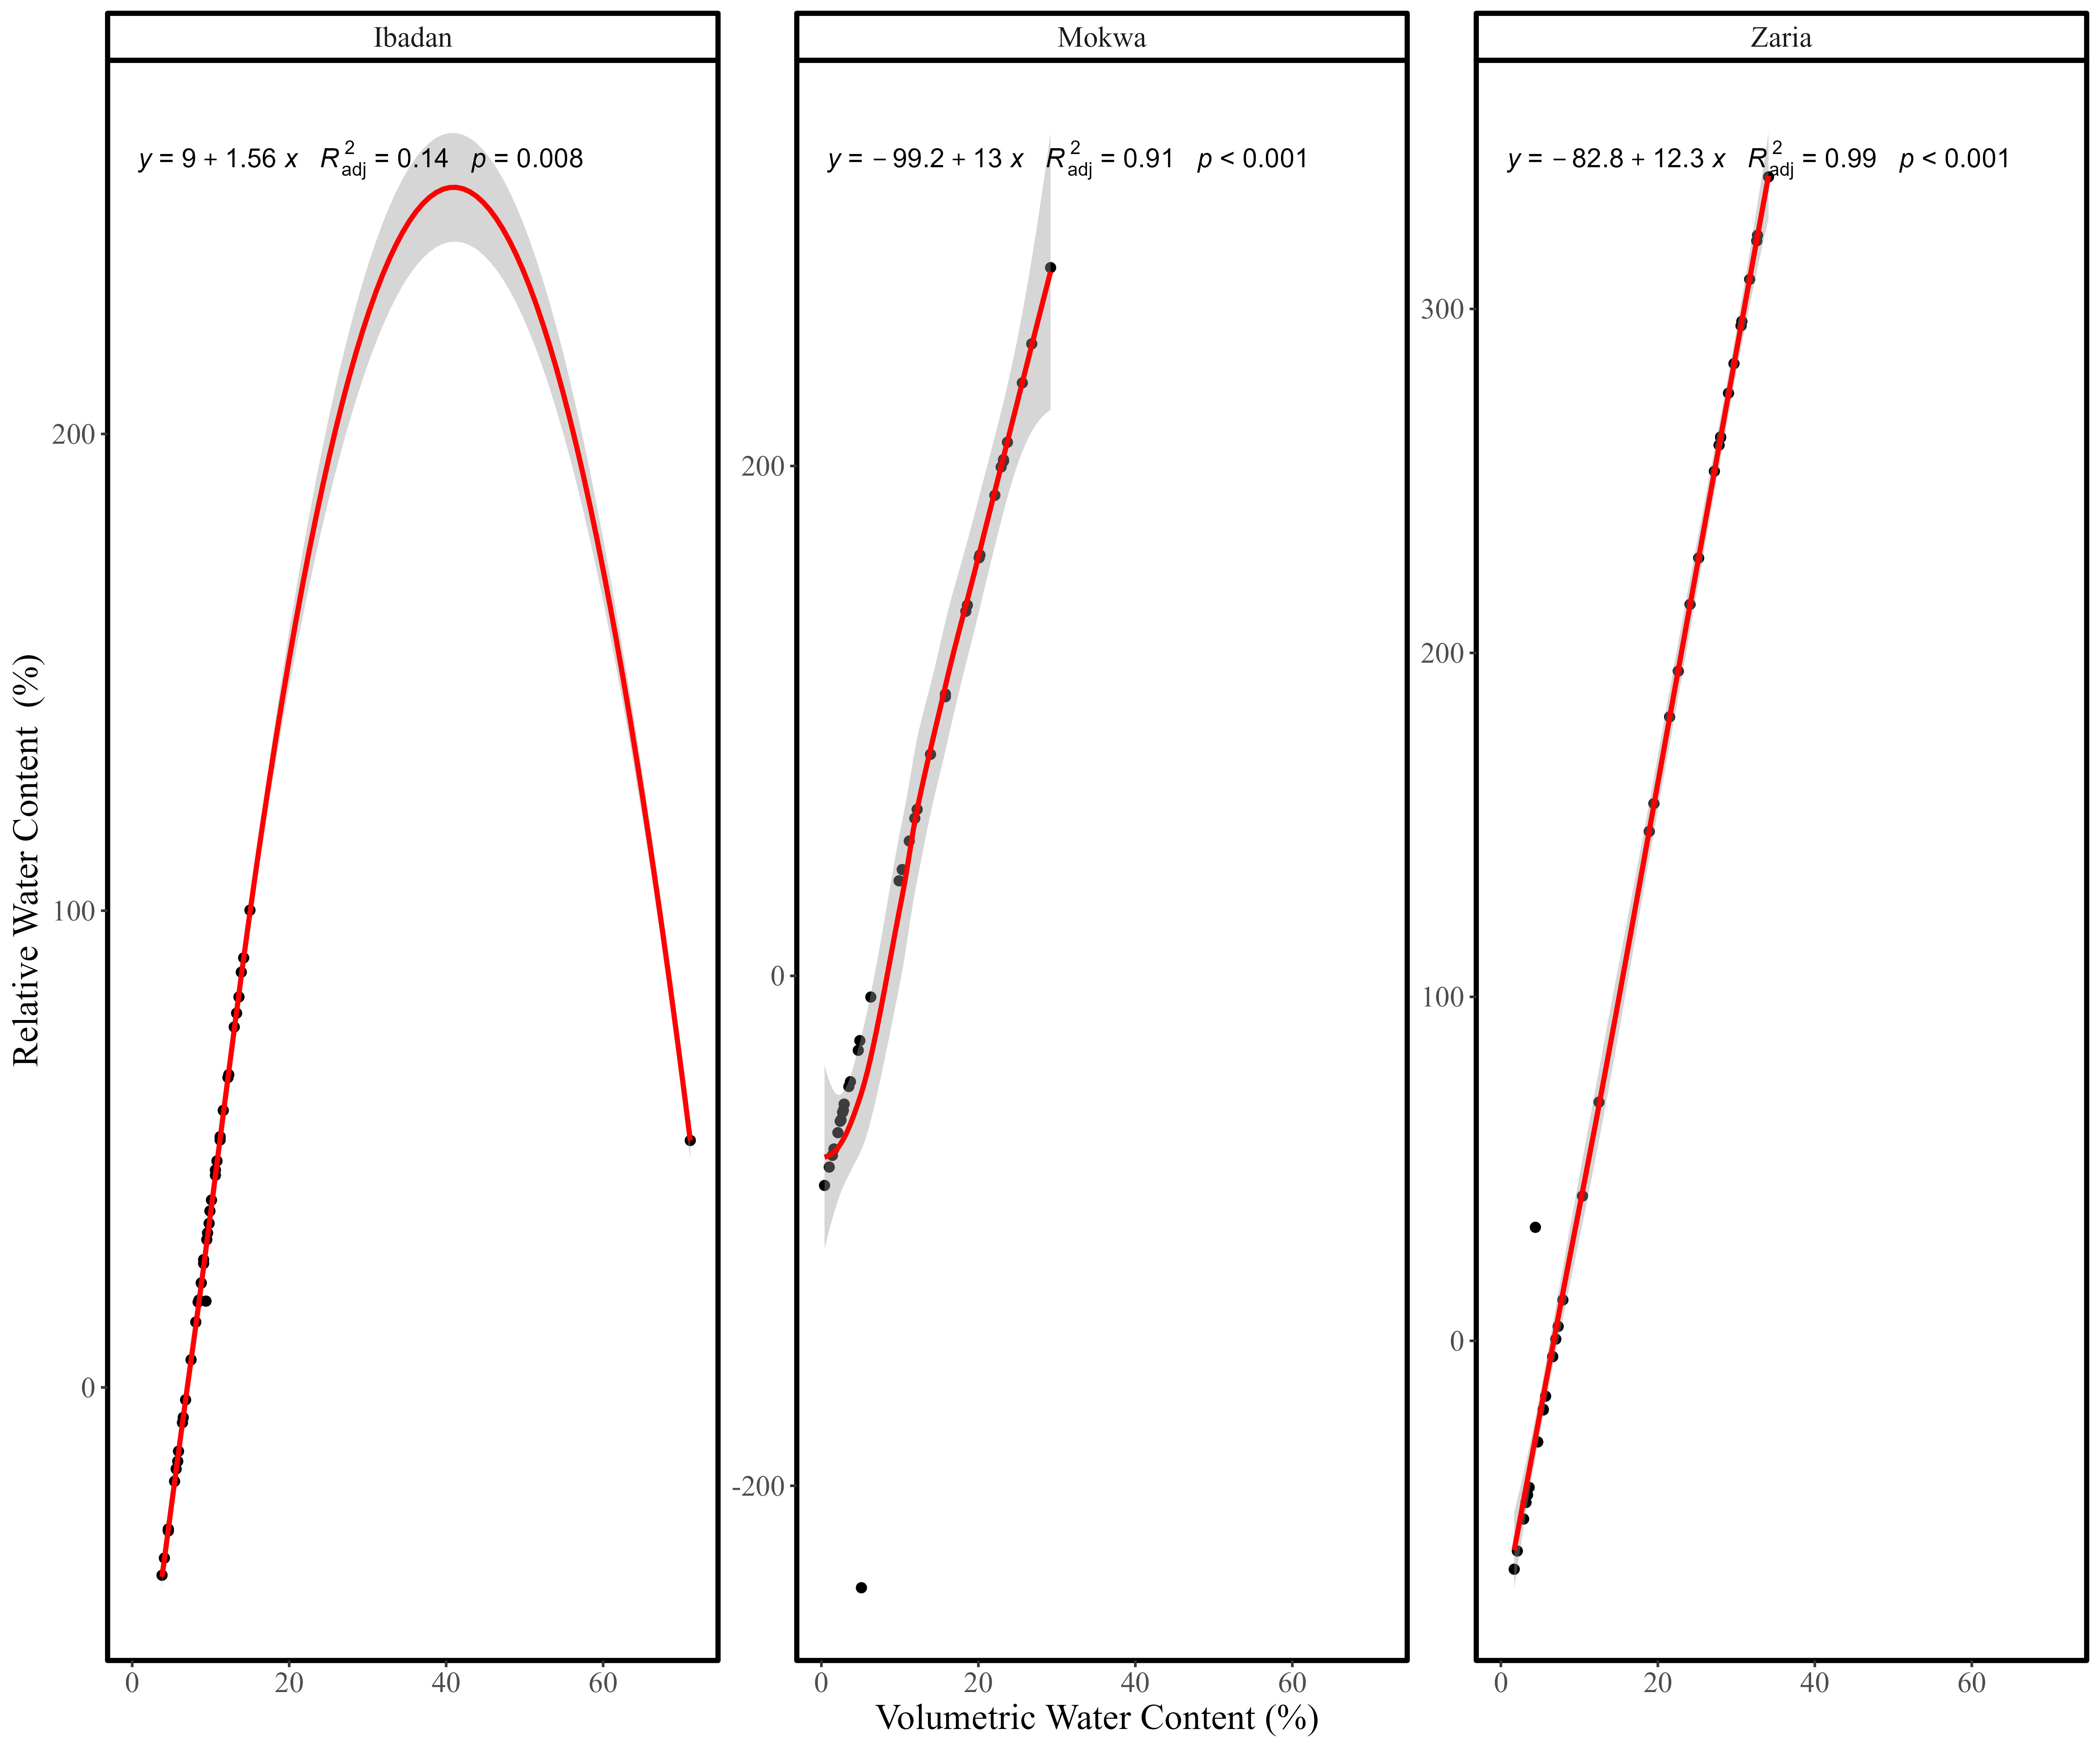 Ibadan
Mokwa
Zaria
y = 9 + 1.56 x R²adj = 0.14 p = 0.008
y = −99.2 + 13 x R²adj = 0.91 p < 0.001
y = −82.8 + 12.3 x R²adj = 0.99 p < 0.001
Relative Water Content (%)
200
100
0
200
0
-200
300
200
100
0
0 20 40 60
0 20 40 60
0 20 40 60
Volumetric Water Content (%)